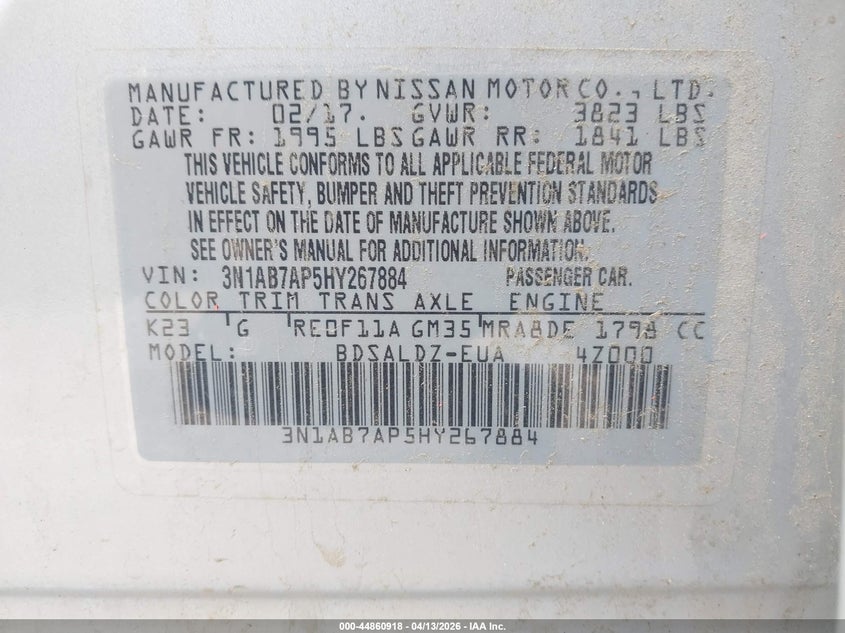 MANUFACTURED BY NISSAN MOTOR CO., LTD.
DATE: 02/17. GVWR: 3823 LBS
GAWR FR: 1995 LBS GAWR RR: 1841 LBS
THIS VEHICLE CONFORMS TO ALL APPLICABLE FEDERAL MOTOR
VEHICLE SAFETY, BUMPER AND THEFT PREVENTION STANDARDS
IN EFFECT ON THE DATE OF MANUFACTURE SHOWN ABOVE.
SEE OWNER'S MANUAL FOR ADDITIONAL INFORMATION.
VIN: 3N1AB7AP5HY267884 PASSENGER CAR.
COLOR TRIM TRANS AXLE ENGINE
K23 G RE0F11A GM35 MRA8DE 1798 CC
MODEL: BDSALDZ-EUA 4Z000
3N1AB7AP5HY267884
000-44860918 - 04/13/2026 - IAA Inc.